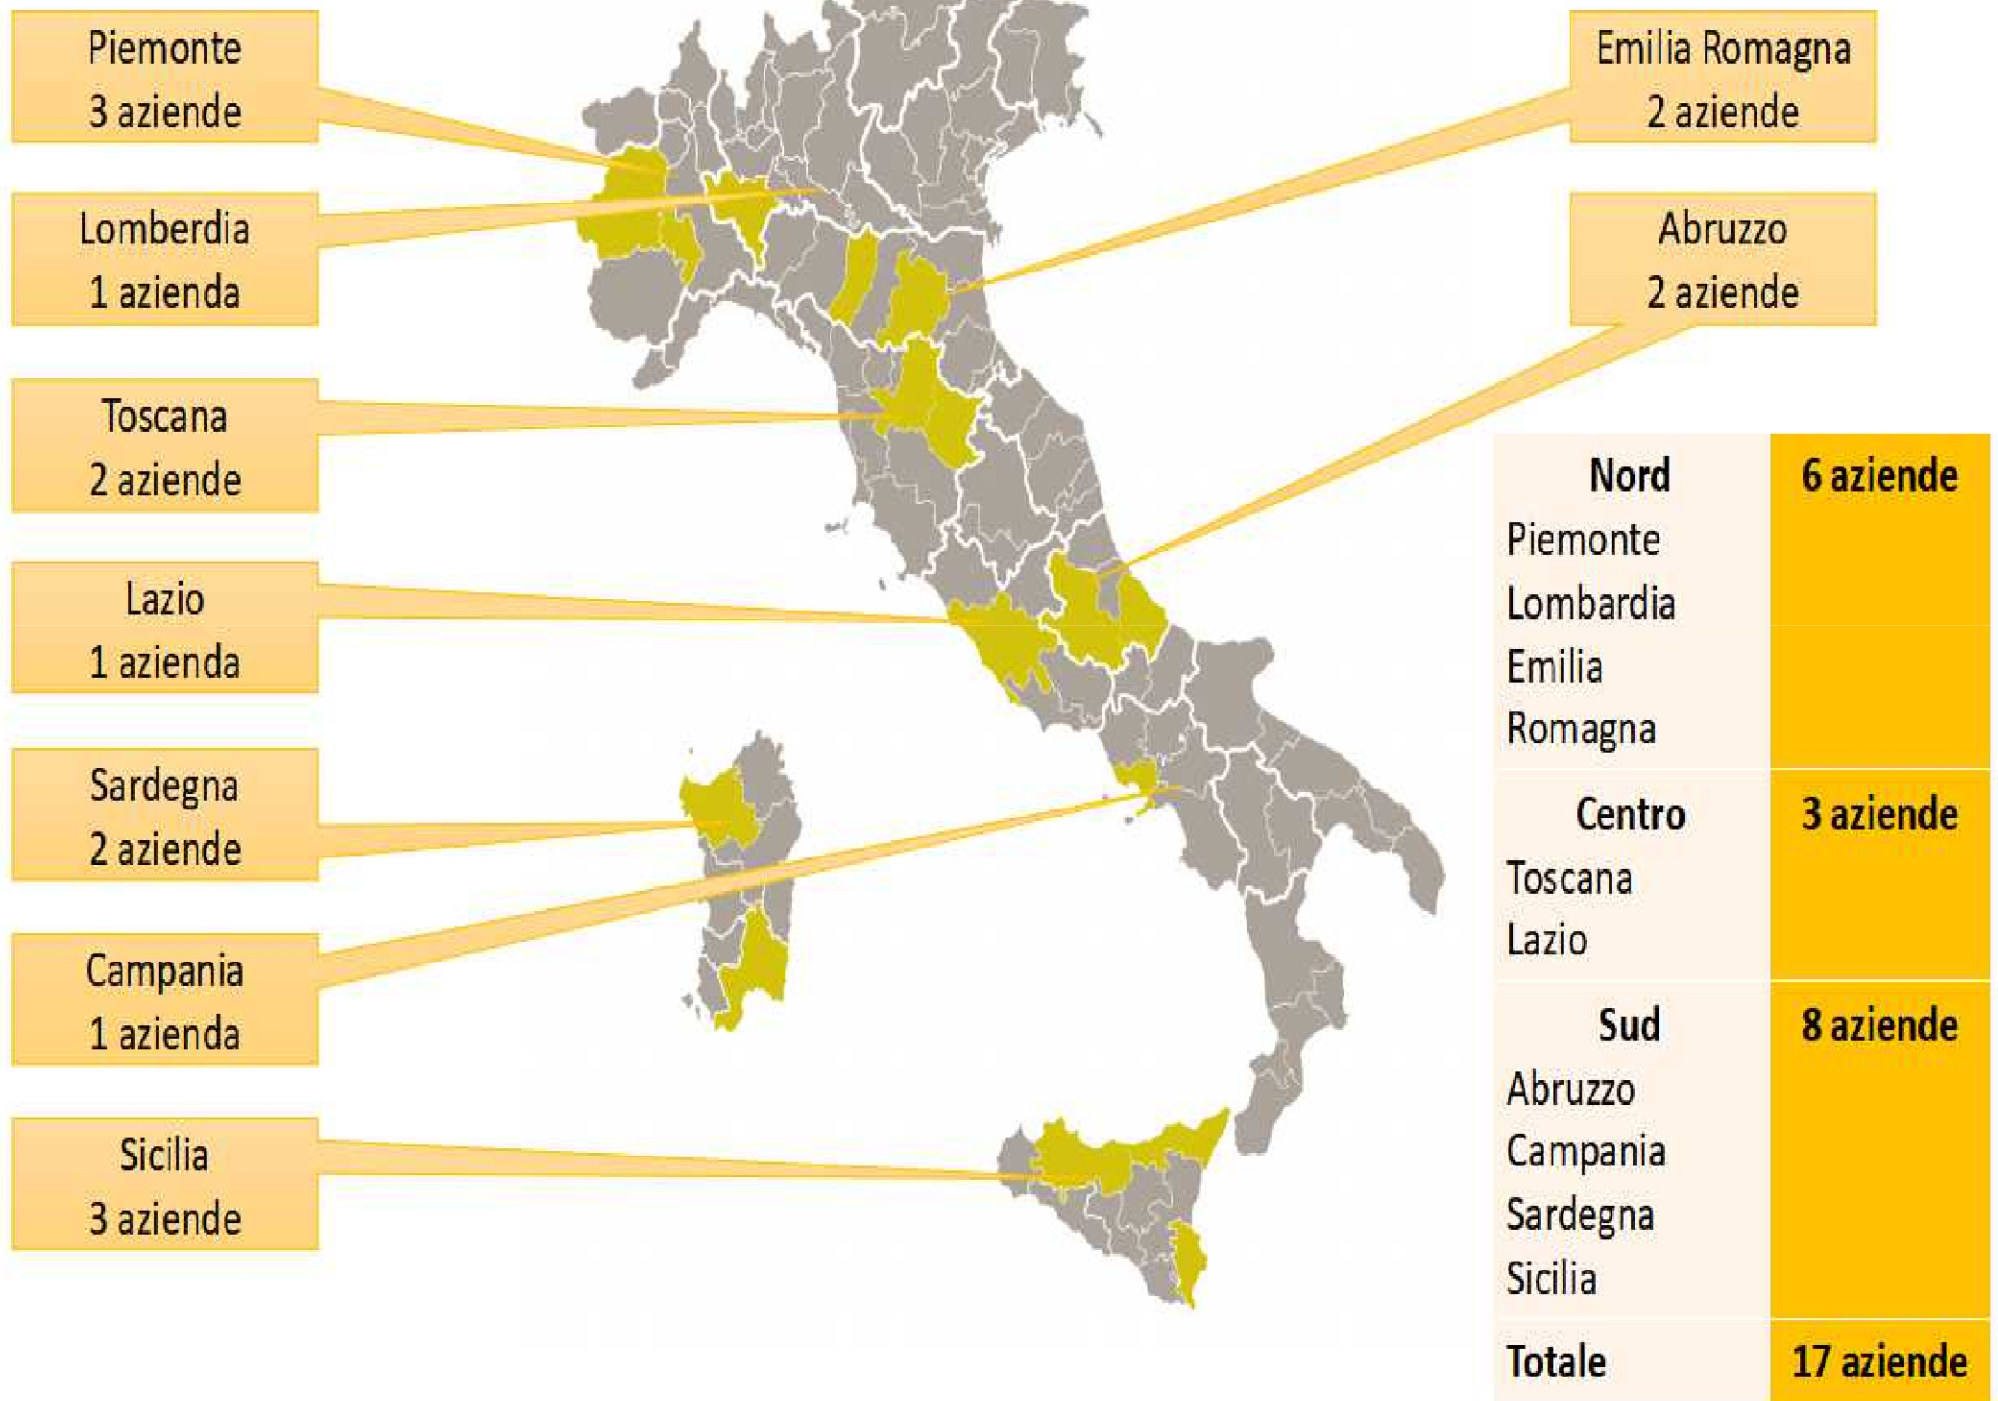 Piemonte
3 aziende
Lomberdia
1 azienda
Toscana
2 aziende
Lazio
1 azienda
Sardegna
2 aziende
Campania
1 azienda
Sicilia
3 aziende
Emilia Romagna
2 aziende
Abruzzo
2 aziende
Nord 6 aziende
Piemonte
Lombardia
Emilia
Romagna
Centro 3 aziende
Toscana
Lazio
Sud 8 aziende
Abruzzo
Campania
Sardegna
Sicilia
Totale 17 aziende